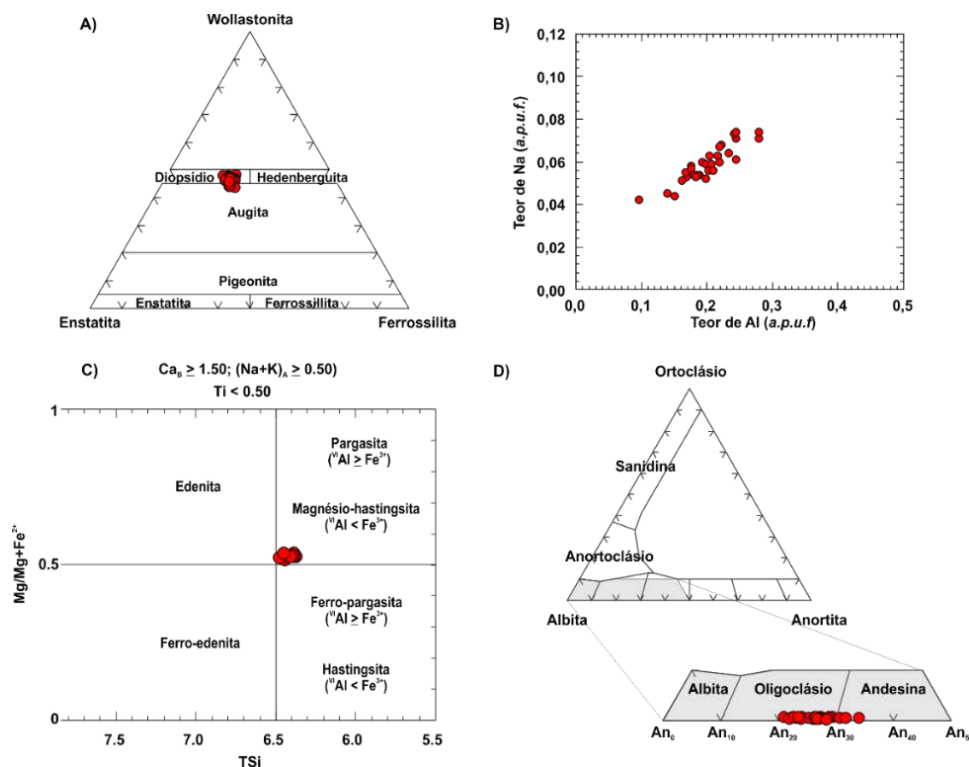 A)
Wollastonita
Diopsídio
Hedenberguita
Augita
Pigeonita
Enstatita
Ferrossillita
Enstatita
Ferrossilita
B)
0,12
0,08
0,06
0,04
0,02
0,00
0,0
0,1
0,2
0,3
0,4
0,5
Teor de Na (a.p.u.f.)
Teor de Al (a.p.u.f)
C)
Ca_B ≥ 1.50; (Na+K)_A ≥ 0.50)
Ti < 0.50
1
0.5
0
Mg/Mg+Fe²⁺
Edenita
Pargasita
(ⱽᴵAl ≥ Fe³⁺)
Magnésio-hastingsita
(ⱽᴵAl < Fe³⁺)
Ferro-edenita
Ferro-pargasita
(ⱽᴵAl ≥ Fe³⁺)
Hastingsita
(ⱽᴵAl < Fe³⁺)
7.5
7.0
6.5
6.0
5.5
TSi
D)
Ortoclásio
Sanidina
Anortoclásio
Albita
Anortita
Albita
Oligoclásio
Andesina
An₀
An₁₀
An₂₉
An₃₀
An₄₀
An₅